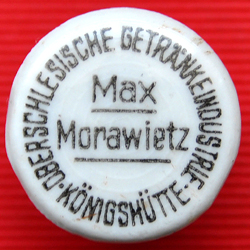 OBERSCHLESISCHE GETRÄNKEINDUSTRIE
Max
Morawietz
KÖNIGSHÜTTE